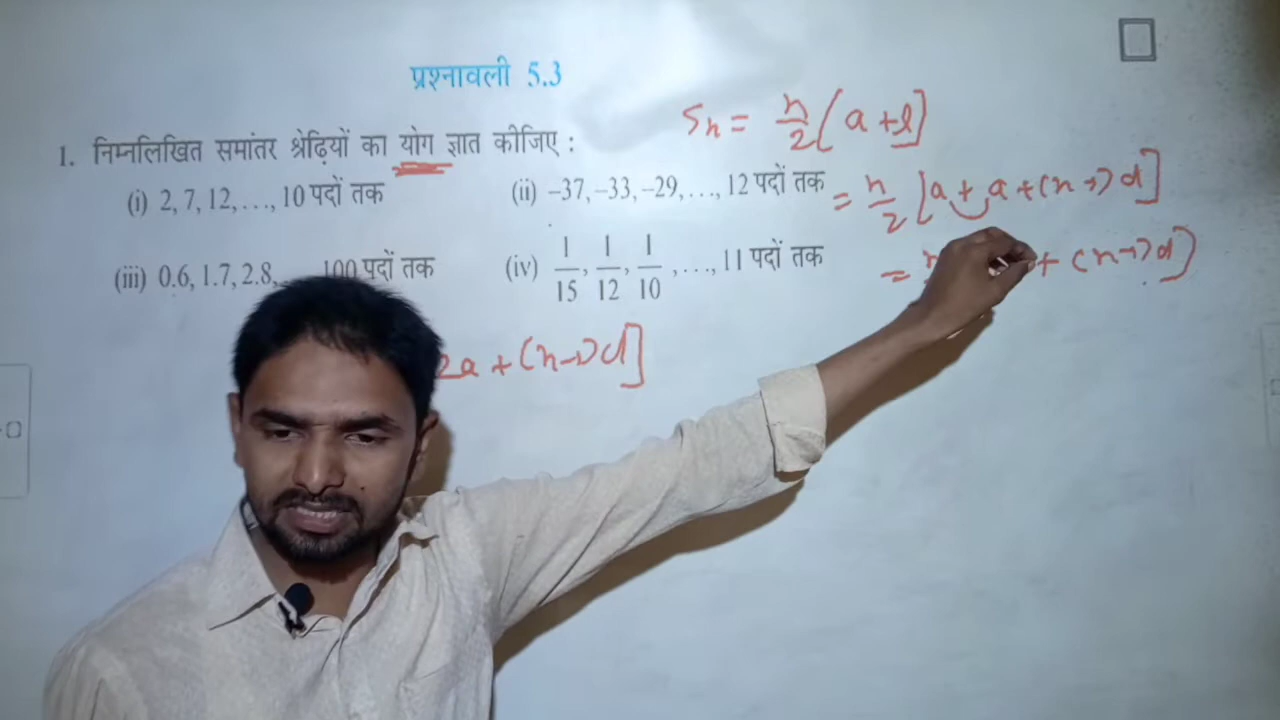 प्रश्नावली 5.3
1. निम्नलिखित समांतर श्रेढ़ियों का योग ज्ञात कीजिए :
(i) 2, 7, 12, . . ., 10 पदों तक (ii) –37, –33, –29, . . ., 12 पदों तक
(iii) 0.6, 1.7, 2.8, 100 पदों तक (iv) 1/15, 1/12, 1/10, . . ., 11 पदों तक
Sn = n/2 [a + l]
= n/2 [a + a + (n-1)d]
= + (n-1)d]
2a + (n-1)d]